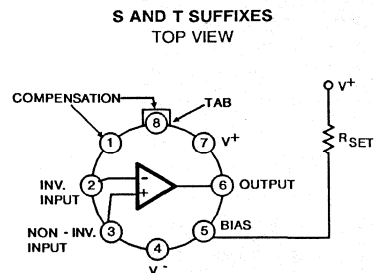 S AND T SUFFIXES
TOP VIEW
COMPENSATION
TAB
V+
8
1
7
V+
RSET
INV.
INPUT
2
-
+
6
OUTPUT
NON - INV.
INPUT
3
5
BIAS
4
V-